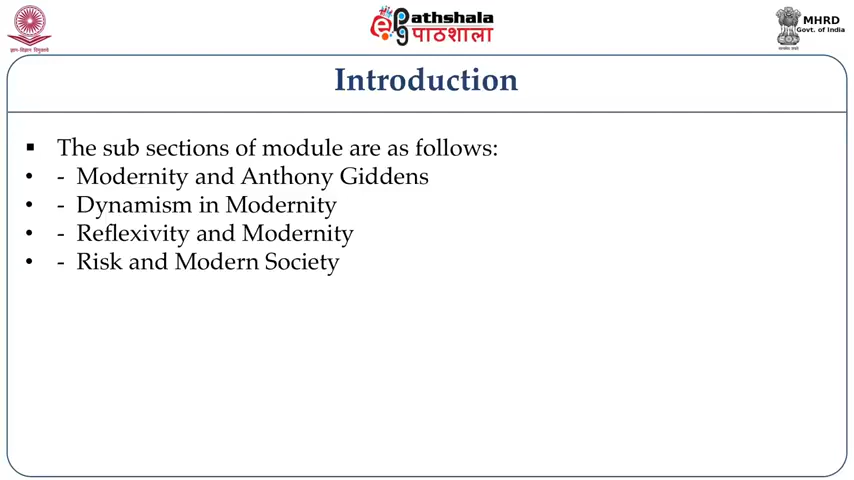 ePathshala
पाठशाला
MHRD
Govt. of India
Introduction
▪ The sub sections of module are as follows:
• - Modernity and Anthony Giddens
• - Dynamism in Modernity
• - Reflexivity and Modernity
• - Risk and Modern Society